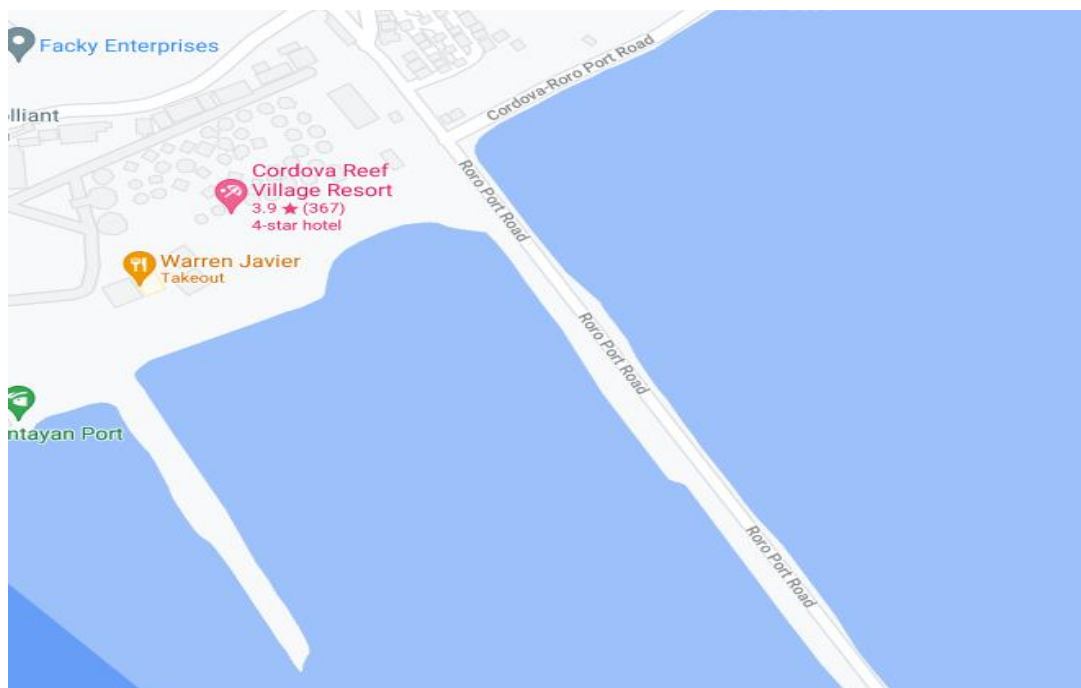 Facky Enterprises
lliant
Cordova-Roro Port Road
Cordova Reef
Village Resort
3.9 ★ (367)
4-star hotel
Roro Port Road
Warren Javier
Takeout
Roro Port Road
ntayan Port
Roro Port Road